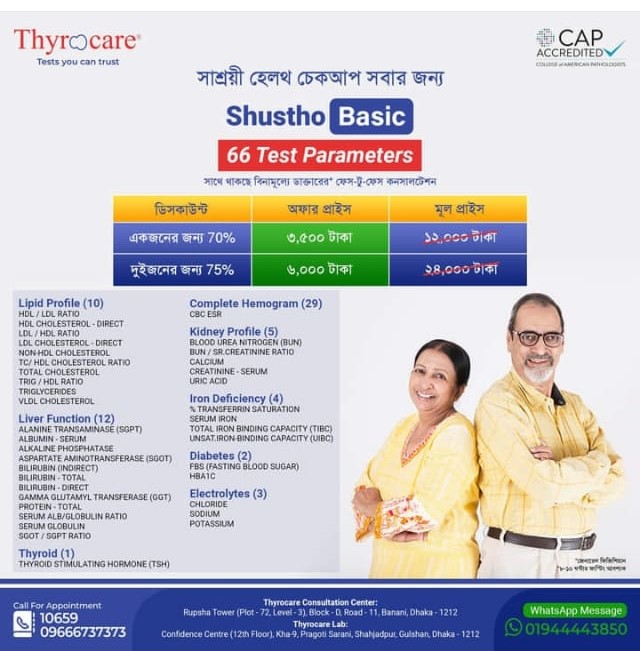 Thyrocare®
Tests you can trust
CAP
ACCREDITED
COLLEGE of AMERICAN PATHOLOGISTS
সাশ্রয়ী হেলথ চেকআপ সবার জন্য
Shustho Basic
66 Test Parameters
সাথে থাকছে বিনামূল্যে ডাক্তারের* ফেস-টু-ফেস কনসালটেশন
ডিসকাউন্ট অফার প্রাইস মূল প্রাইস
একজনের জন্য 70% ৩,৫০০ টাকা ১২,০০০ টাকা
দুইজনের জন্য 75% ৬,০০০ টাকা ২৪,০০০ টাকা
Lipid Profile (10)
HDL / LDL RATIO
HDL CHOLESTEROL - DIRECT
LDL / HDL RATIO
LDL CHOLESTEROL - DIRECT
NON-HDL CHOLESTEROL
TC/ HDL CHOLESTEROL RATIO
TOTAL CHOLESTEROL
TRIG / HDL RATIO
TRIGLYCERIDES
VLDL CHOLESTEROL
Liver Function (12)
ALANINE TRANSAMINASE (SGPT)
ALBUMIN - SERUM
ALKALINE PHOSPHATASE
ASPARTATE AMINOTRANSFERASE (SGOT)
BILIRUBIN (INDIRECT)
BILIRUBIN - TOTAL
BILIRUBIN - DIRECT
GAMMA GLUTAMYL TRANSFERASE (GGT)
PROTEIN - TOTAL
SERUM ALB/GLOBULIN RATIO
SERUM GLOBULIN
SGOT / SGPT RATIO
Thyroid (1)
THYROID STIMULATING HORMONE (TSH)
Complete Hemogram (29)
CBC ESR
Kidney Profile (5)
BLOOD UREA NITROGEN (BUN)
BUN / SR.CREATININE RATIO
CALCIUM
CREATININE - SERUM
URIC ACID
Iron Deficiency (4)
% TRANSFERRIN SATURATION
SERUM IRON
TOTAL IRON BINDING CAPACITY (TIBC)
UNSAT.IRON-BINDING CAPACITY (UIBC)
Diabetes (2)
FBS (FASTING BLOOD SUGAR)
HBA1C
Electrolytes (3)
CHLORIDE
SODIUM
POTASSIUM
*জেনারেল ফিজিশিয়ান
*৮-১০ ঘন্টার ফাস্টিং আবশ্যক
Call For Appointment
10659
09666737373
Thyrocare Consultation Center:
Rupsha Tower (Plot - 72, Level - 3), Block - D, Road - 11, Banani, Dhaka - 1212
Thyrocare Lab:
Confidence Centre (12th Floor), Kha-9, Pragoti Sarani, Shahjadpur, Gulshan, Dhaka - 1212
WhatsApp Message
01944443850